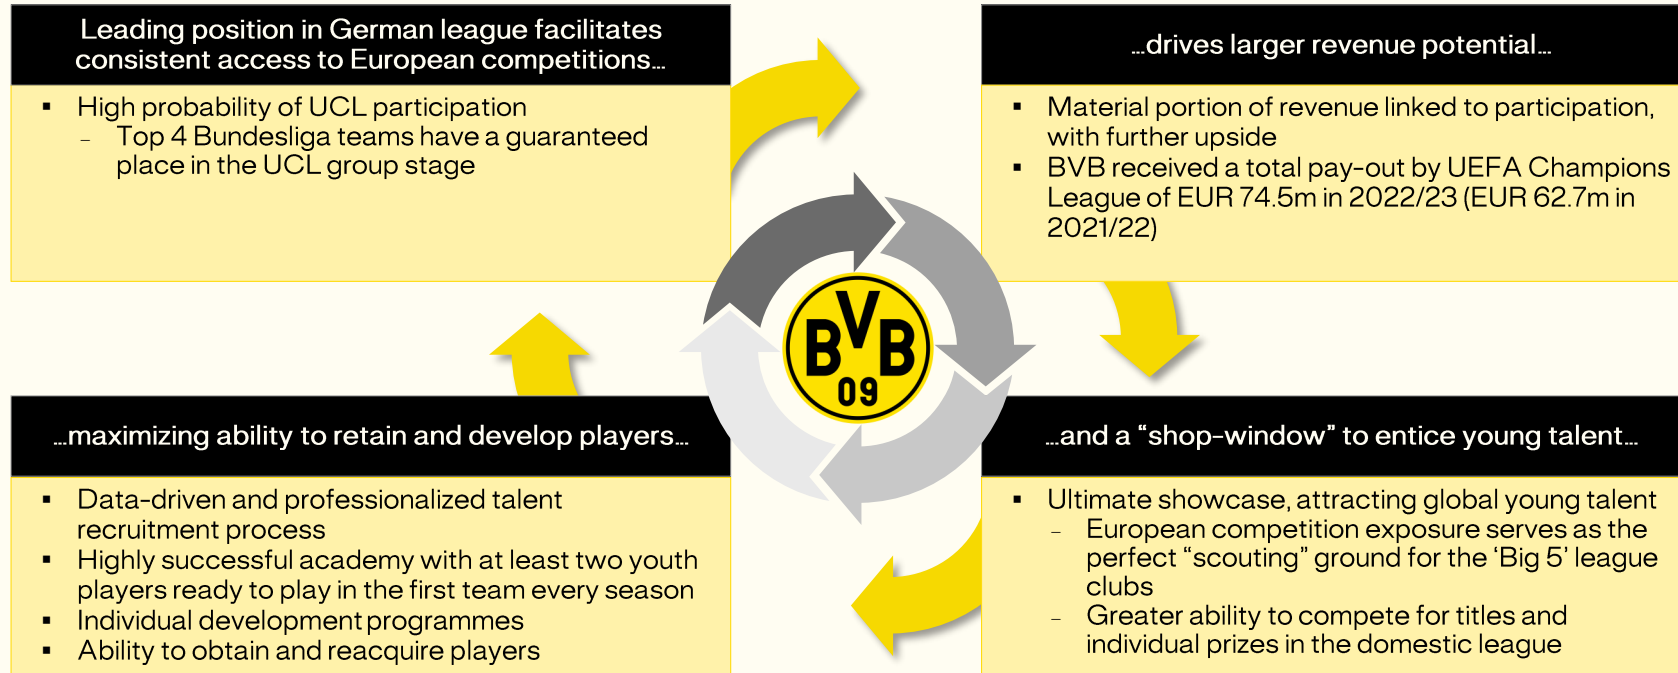 Leading position in German league facilitates
consistent access to European competitions…
▪ High probability of UCL participation
– Top 4 Bundesliga teams have a guaranteed
place in the UCL group stage
…drives larger revenue potential…
▪ Material portion of revenue linked to participation,
with further upside
▪ BVB received a total pay-out by UEFA Champions
League of EUR 74.5m in 2022/23 (EUR 62.7m in
2021/22)
BVB
09
…maximizing ability to retain and develop players…
▪ Data-driven and professionalized talent
recruitment process
▪ Highly successful academy with at least two youth
players ready to play in the first team every season
▪ Individual development programmes
▪ Ability to obtain and reacquire players
…and a “shop-window” to entice young talent…
▪ Ultimate showcase, attracting global young talent
– European competition exposure serves as the
perfect “scouting” ground for the ‘Big 5’ league
clubs
– Greater ability to compete for titles and
individual prizes in the domestic league